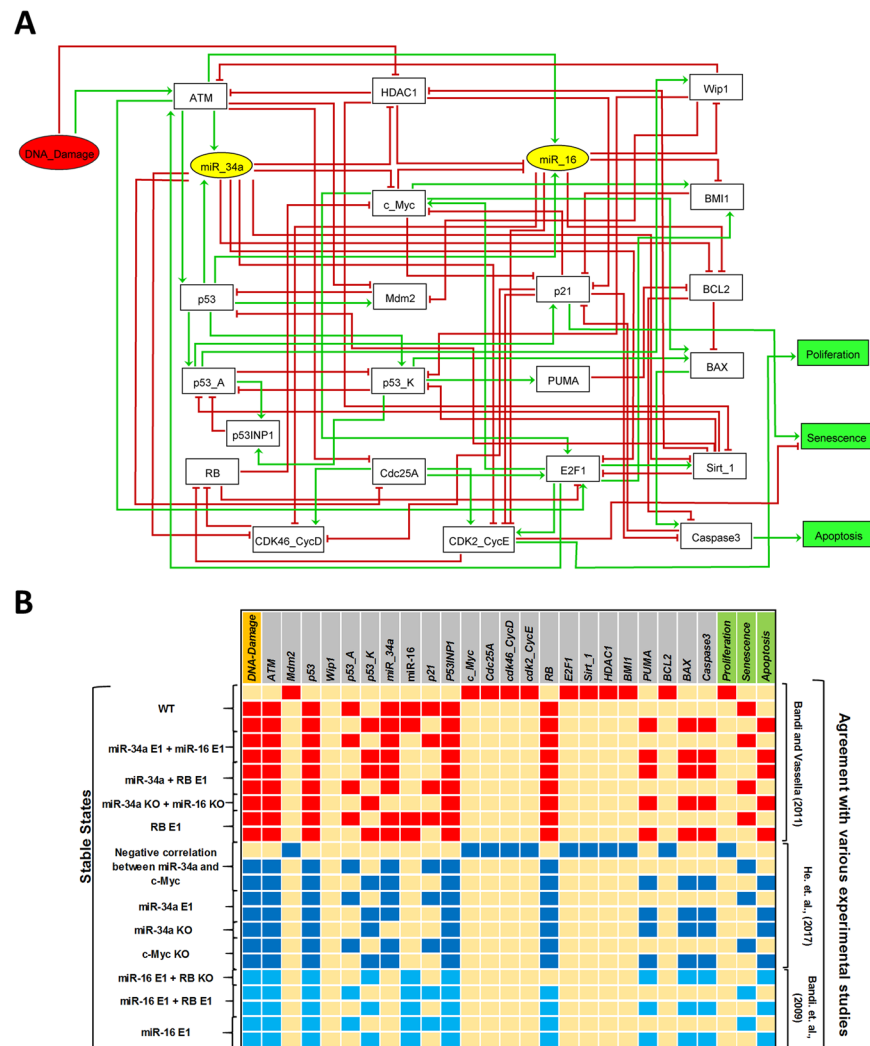 A
DNA_Damage
ATM
HDAC1
Wip1
miR_34a
miR_16
c_Myc
BMI1
p53
Mdm2
p21
BCL2
Poliferation
BAX
p53_A
p53_K
PUMA
p53INP1
Senescence
RB
Cdc25A
E2F1
Sirt_1
CDK46_CycD
CDK2_CycE
Caspase3
Apoptosis
B
DNA-Damage
ATM
Mdm2
p53
Wip1
p53_A
p53_K
miR_34a
miR-16
p21
P53INP1
c_Myc
Cdc25A
cdk46_CycD
cdk2_CycE
RB
E2F1
Sirt_1
HDAC1
BMI1
PUMA
BCL2
BAX
Caspase3
Proliferation
Senescence
Apoptosis
Stable States
WT
miR-34a E1 + miR-16 E1
miR-34a + RB E1
miR-34a KO + miR-16 KO
RB E1
Negative correlation
between miR-34a and
c-Myc
miR-34a E1
miR-34a KO
c-Myc KO
miR-16 E1 + RB KO
miR-16 E1 + RB E1
miR-16 E1
Bandi and Vassella (2011)
He. et. al., (2017)
Bandi. et. al.,
(2009)
Agreement with various experimental studies